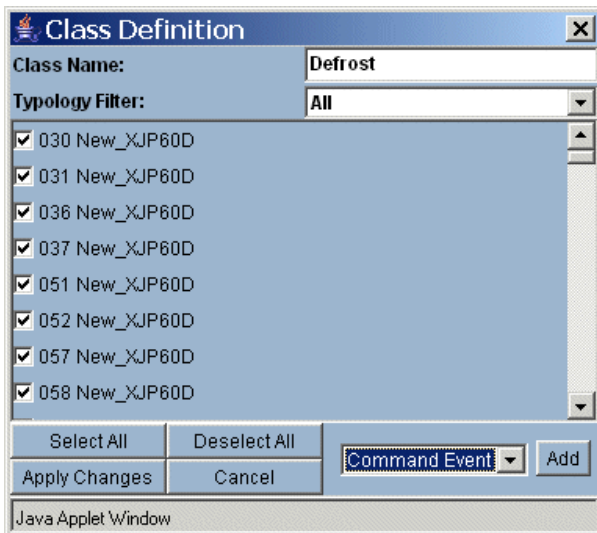 Class Definition
Class Name: Defrost
Typology Filter: All
030 New_XJP60D
031 New_XJP60D
036 New_XJP60D
037 New_XJP60D
051 New_XJP60D
052 New_XJP60D
057 New_XJP60D
058 New_XJP60D
Select All Deselect All
Command Event Add
Apply Changes Cancel
Java Applet Window